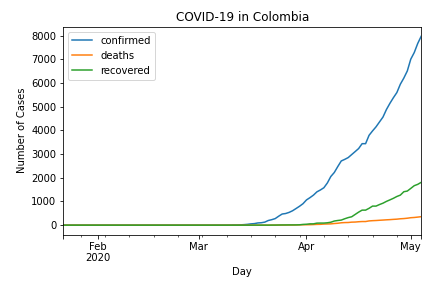 COVID-19 in Colombia
confirmed
deaths
recovered
8000
7000
6000
5000
4000
3000
2000
1000
0
Number of Cases
Feb
2020
Mar
Apr
May
Day